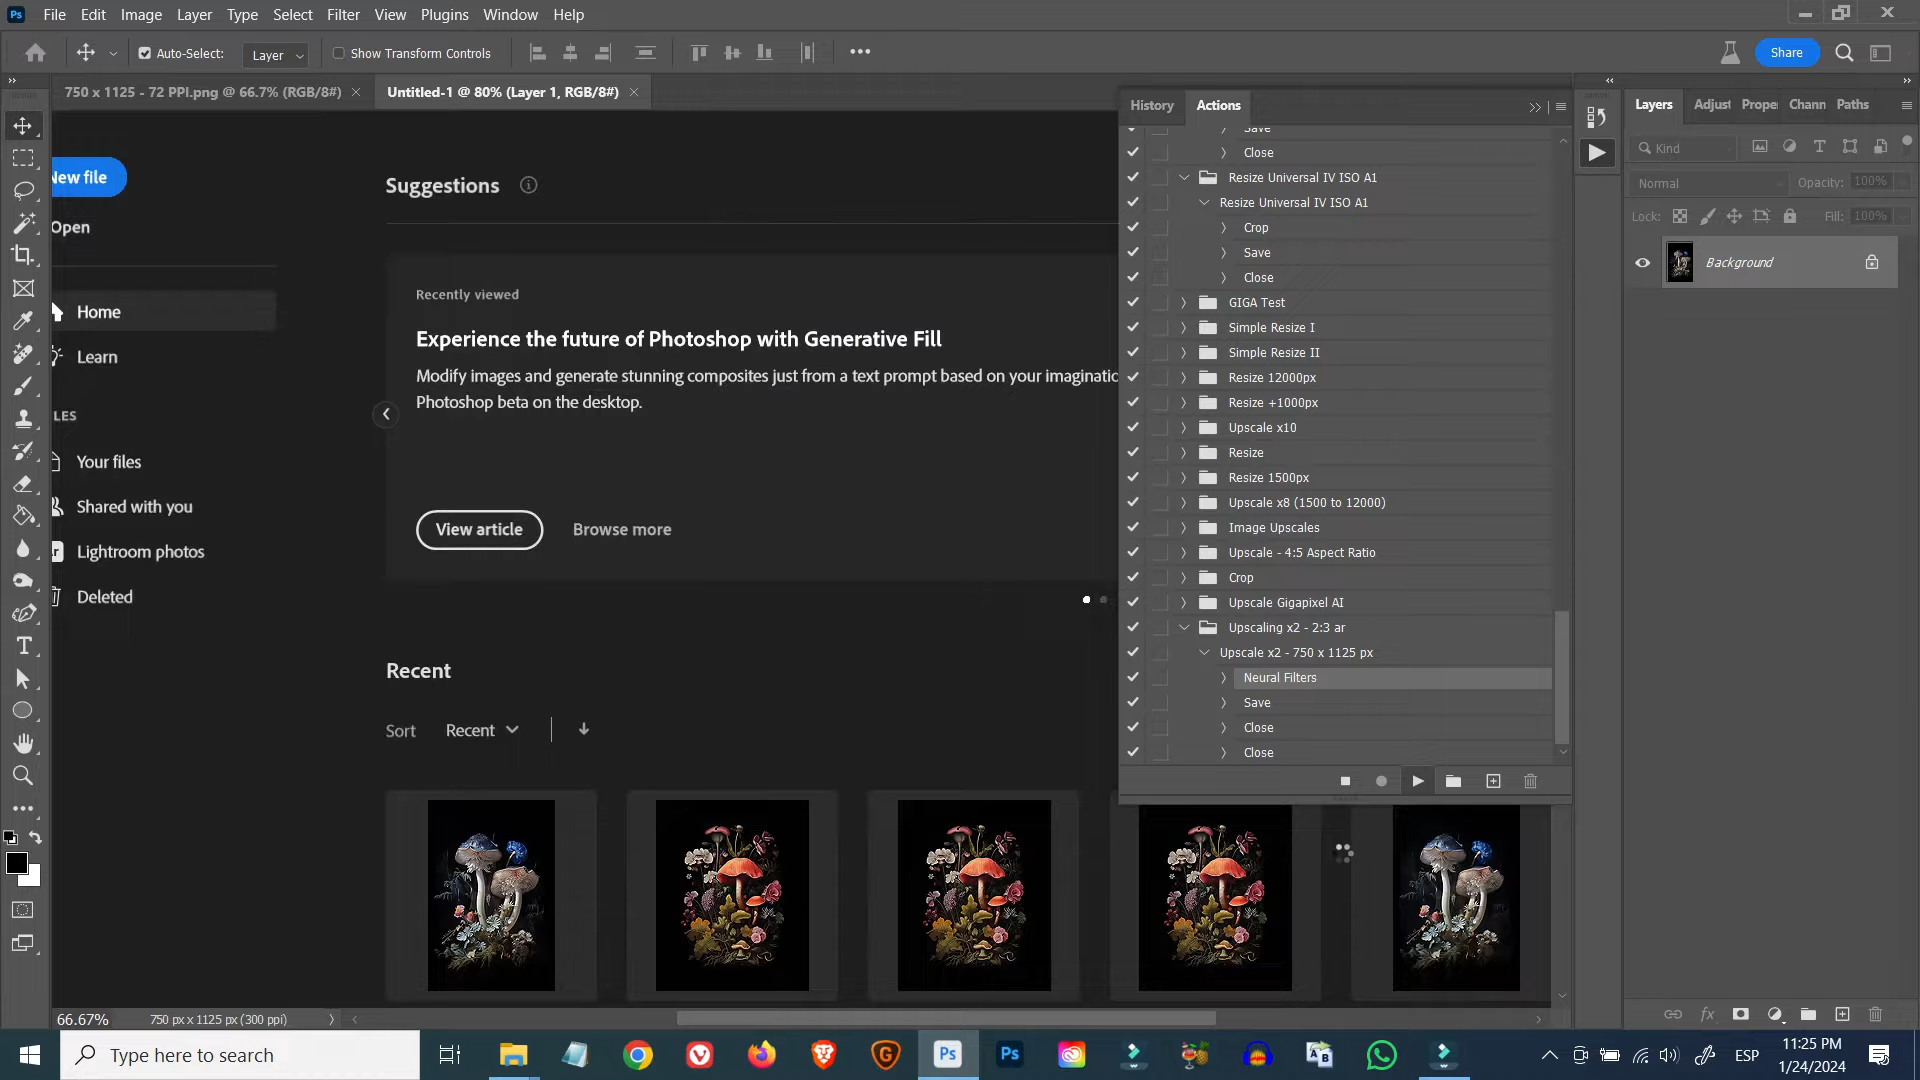 Ps File Edit Image Layer Type Select Filter View Plugins Window Help
Auto-Select: Layer Show Transform Controls Share
750 x 1125 - 72 PPI.png @ 66.7% (RGB/8#) Untitled-1 @ 80% (Layer 1, RGB/8#)
New file
Open
Home
Learn
LES
Your files
Shared with you
Lightroom photos
Deleted
Suggestions
Recently viewed
Experience the future of Photoshop with Generative Fill
Modify images and generate stunning composites just from a text prompt based on your imaginatio
Photoshop beta on the desktop.
View article Browse more
Recent
Sort Recent
History Actions
Save
Close
Resize Universal IV ISO A1
Resize Universal IV ISO A1
Crop
Save
Close
GIGA Test
Simple Resize I
Simple Resize II
Resize 12000px
Resize +1000px
Upscale x10
Resize
Resize 1500px
Upscale x8 (1500 to 12000)
Image Upscales
Upscale - 4:5 Aspect Ratio
Crop
Upscale Gigapixel AI
Upscaling x2 - 2:3 ar
Upscale x2 - 750 x 1125 px
Neural Filters
Save
Close
Close
Layers Adjust Prope Chann Paths
Kind
Normal Opacity: 100%
Lock: Fill: 100%
Background
fx
66.67% 750 px x 1125 px (300 ppi)
Type here to search
Ps Ps
ESP
11:25 PM
1/24/2024